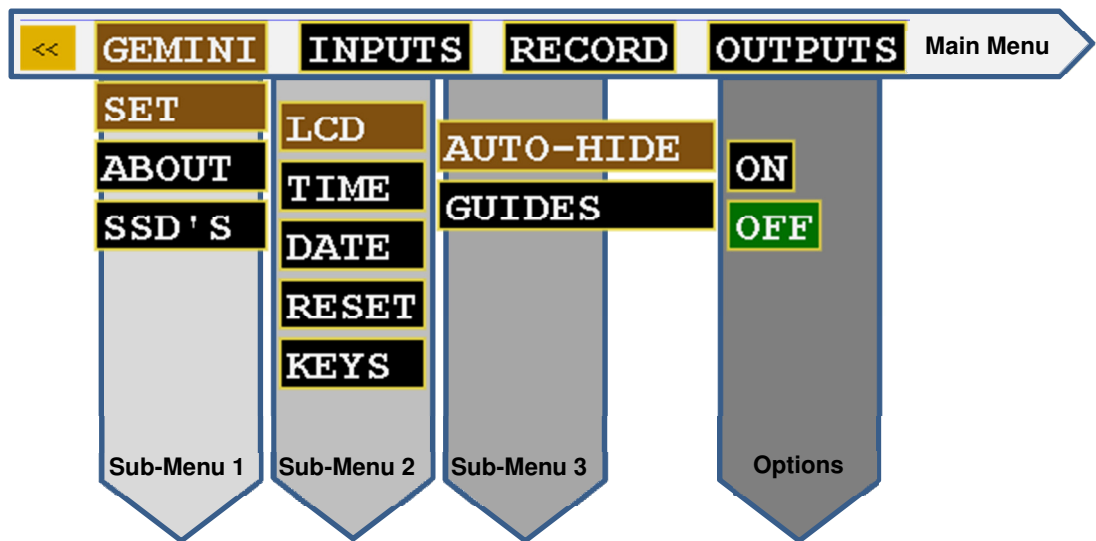 << GEMINI INPUTS RECORD OUTPUTS Main Menu
SET
ABOUT
SSD'S
LCD
TIME
DATE
RESET
KEYS
AUTO-HIDE
GUIDES
ON
OFF
Sub-Menu 1 Sub-Menu 2 Sub-Menu 3 Options